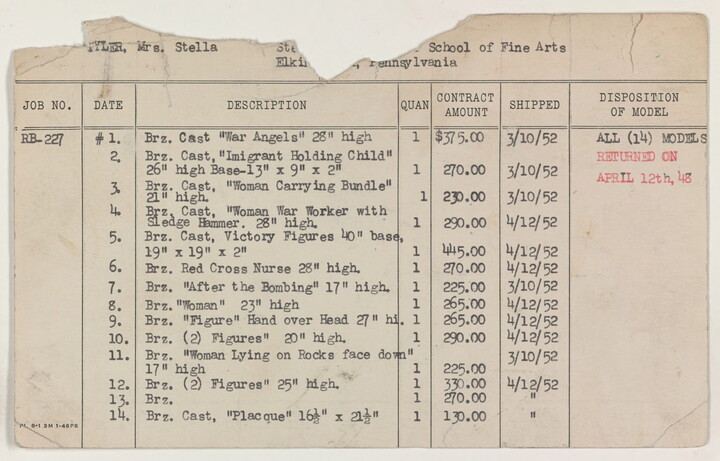 TYLER, Mrs. Stella School of Fine Arts
Pennsylvania
JOB NO. DATE DESCRIPTION QUAN CONTRACT AMOUNT SHIPPED DISPOSITION OF MODEL
RB-227 #1. Brz. Cast "War Angels" 28" high 1 $375.00 3/10/52 ALL (14) MODELS
2. Brz. Cast, "Imigrant Holding Child" RETURNED ON
26" high Base-13" x 9" x 2" 1 270.00 3/10/52
3. Brz. Cast, "Woman Carrying Bundle" APRIL 12th, 48
21" high. 1 230.00 3/10/52
4. Brz. Cast, "Woman War Worker with
Sledge Hammer. 28" high. 1 290.00 4/12/52
5. Brz. Cast, Victory Figures 40" base,
19" x 19" x 2" 1 445.00 4/12/52
6. Brz. Red Cross Nurse 28" high. 1 270.00 4/12/52
7. Brz. "After the Bombing" 17" high. 1 225.00 3/10/52
8. Brz. "Woman" 23" high 1 265.00 4/12/52
9. Brz. "Figure" Hand over Head 27" hi. 1 265.00 4/12/52
10. Brz. (2) Figures" 20" high. 1 290.00 4/12/52
11. Brz. "Woman Lying on Rocks face down" 3/10/52
17" high 1 225.00
12. Brz. (2) Figures" 25" high. 1 330.00 4/12/52
13. Brz. 1 270.00 "
14. Brz. Cast, "Placque" 16½" x 21½" 1 130.00 "